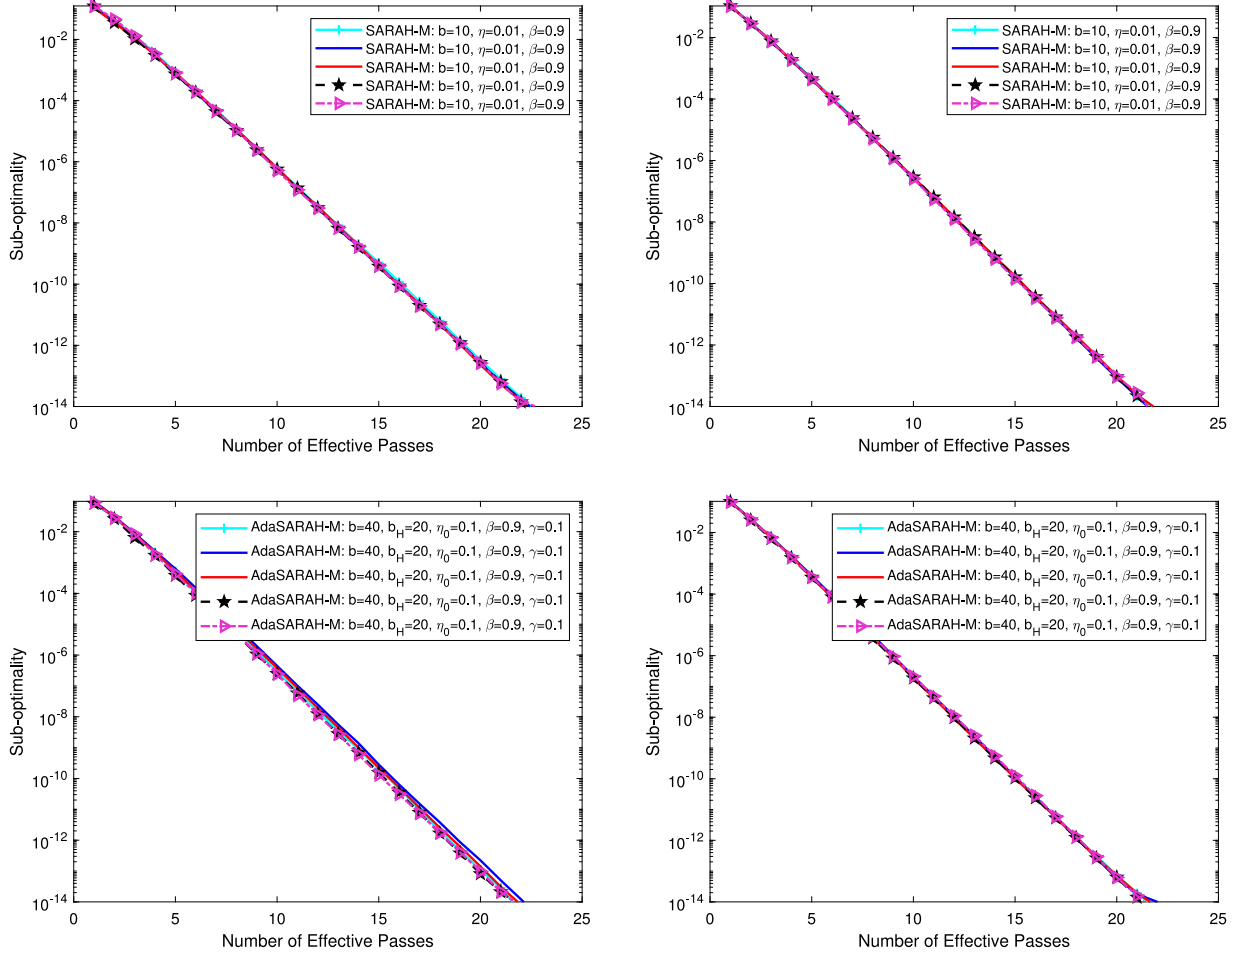 SARAH-M: b=10, η=0.01, β=0.9
SARAH-M: b=10, η=0.01, β=0.9
SARAH-M: b=10, η=0.01, β=0.9
SARAH-M: b=10, η=0.01, β=0.9
SARAH-M: b=10, η=0.01, β=0.9
10^-2
10^-4
10^-6
10^-8
10^-10
10^-12
10^-14
Sub-optimality
0 5 10 15 20 25
Number of Effective Passes
SARAH-M: b=10, η=0.01, β=0.9
SARAH-M: b=10, η=0.01, β=0.9
SARAH-M: b=10, η=0.01, β=0.9
SARAH-M: b=10, η=0.01, β=0.9
SARAH-M: b=10, η=0.01, β=0.9
10^-2
10^-4
10^-6
10^-8
10^-10
10^-12
10^-14
Sub-optimality
0 5 10 15 20 25
Number of Effective Passes
AdaSARAH-M: b=40, b_H=20, η_0=0.1, β=0.9, γ=0.1
AdaSARAH-M: b=40, b_H=20, η_0=0.1, β=0.9, γ=0.1
AdaSARAH-M: b=40, b_H=20, η_0=0.1, β=0.9, γ=0.1
AdaSARAH-M: b=40, b_H=20, η_0=0.1, β=0.9, γ=0.1
AdaSARAH-M: b=40, b_H=20, η_0=0.1, β=0.9, γ=0.1
10^-2
10^-4
10^-6
10^-8
10^-10
10^-12
10^-14
Sub-optimality
0 5 10 15 20 25
Number of Effective Passes
AdaSARAH-M: b=40, b_H=20, η_0=0.1, β=0.9, γ=0.1
AdaSARAH-M: b=40, b_H=20, η_0=0.1, β=0.9, γ=0.1
AdaSARAH-M: b=40, b_H=20, η_0=0.1, β=0.9, γ=0.1
AdaSARAH-M: b=40, b_H=20, η_0=0.1, β=0.9, γ=0.1
AdaSARAH-M: b=40, b_H=20, η_0=0.1, β=0.9, γ=0.1
10^-2
10^-4
10^-6
10^-8
10^-10
10^-12
10^-14
Sub-optimality
0 5 10 15 20 25
Number of Effective Passes